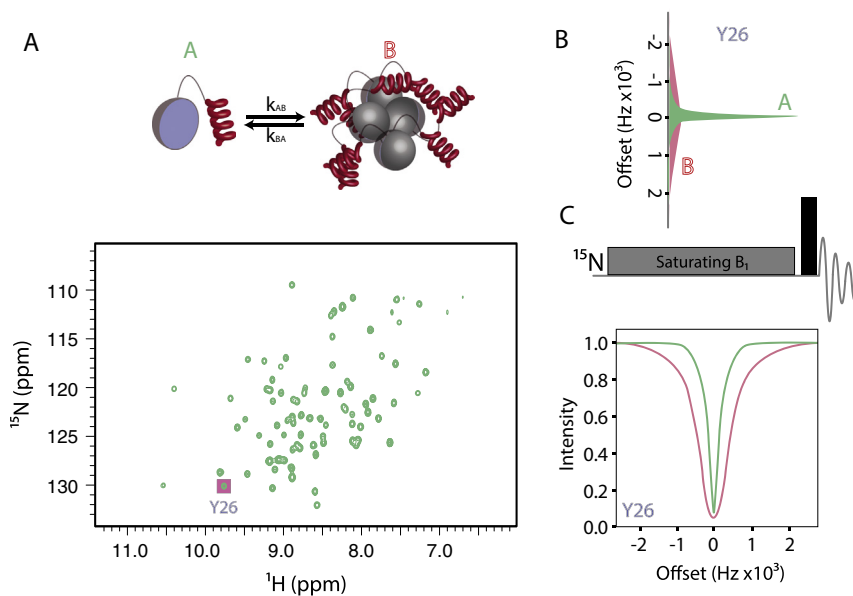 A
A
B
kAB
kBA
110
115
120
125
130
15N (ppm)
Y26
11.0 10.0 9.0 8.0 7.0
1H (ppm)
B
Y26
-2
-1
0
1
2
Offset (Hz x10³)
A
B
C
15N
Saturating B₁
1.0
0.8
0.6
0.4
0.2
0.0
Intensity
Y26
-2 -1 0 1 2
Offset (Hz x10³)